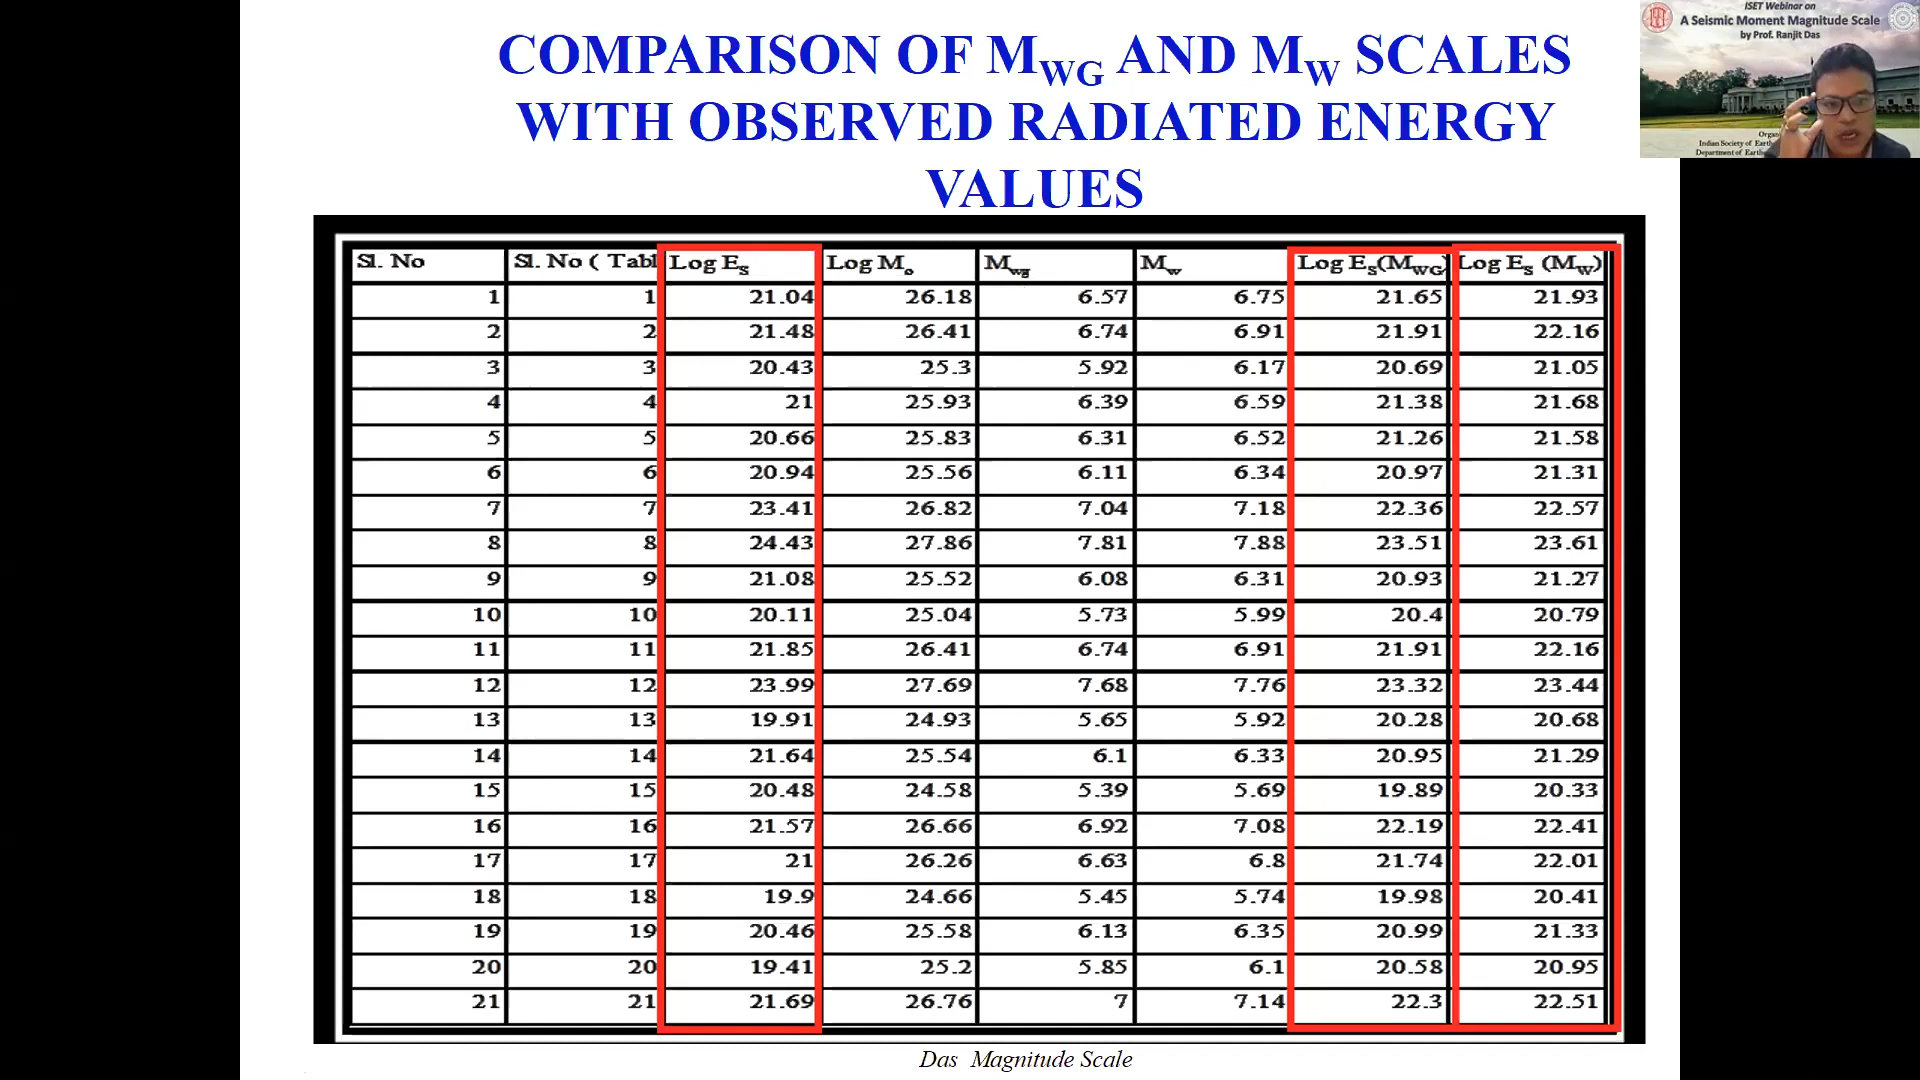 COMPARISON OF MWG AND MW SCALES
WITH OBSERVED RADIATED ENERGY
VALUES
ISET Webinar on
A Seismic Moment Magnitude Scale
by Prof. Ranjit Das
Indian Society of
Department of
Sl. No Sl. No ( Tabl Log Es Log Mo Mwg Mw Log Es(MWG) Log Es (Mw)
1 1 21.04 26.18 6.57 6.75 21.65 21.93
2 2 21.48 26.41 6.74 6.91 21.91 22.16
3 3 20.43 25.3 5.92 6.17 20.69 21.05
4 4 21 25.93 6.39 6.59 21.38 21.68
5 5 20.66 25.83 6.31 6.52 21.26 21.58
6 6 20.94 25.56 6.11 6.34 20.97 21.31
7 7 23.41 26.82 7.04 7.18 22.36 22.57
8 8 24.43 27.86 7.81 7.88 23.51 23.61
9 9 21.08 25.52 6.08 6.31 20.93 21.27
10 10 20.11 25.04 5.73 5.99 20.4 20.79
11 11 21.85 26.41 6.74 6.91 21.91 22.16
12 12 23.99 27.69 7.68 7.76 23.32 23.44
13 13 19.91 24.93 5.65 5.92 20.28 20.68
14 14 21.64 25.54 6.1 6.33 20.95 21.29
15 15 20.48 24.58 5.39 5.69 19.89 20.33
16 16 21.57 26.66 6.92 7.08 22.19 22.41
17 17 21 26.26 6.63 6.8 21.74 22.01
18 18 19.9 24.66 5.45 5.74 19.98 20.41
19 19 20.46 25.58 6.13 6.35 20.99 21.33
20 20 19.41 25.2 5.85 6.1 20.58 20.95
21 21 21.69 26.76 7 7.14 22.3 22.51
Das Magnitude Scale